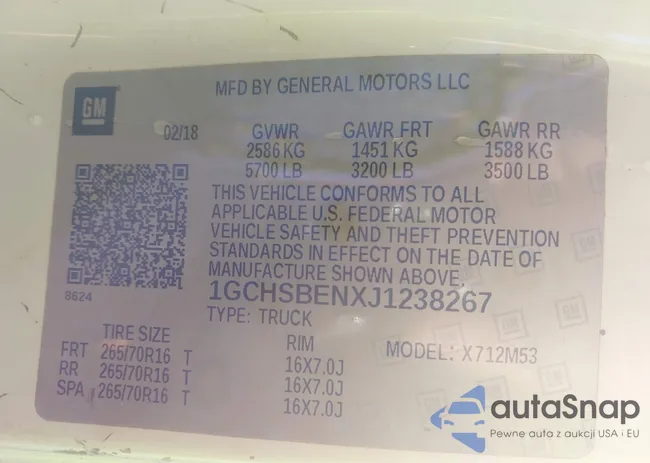 GM
MFD BY GENERAL MOTORS LLC
02/18 GVWR GAWR FRT GAWR RR
2586 KG 1451 KG 1588 KG
5700 LB 3200 LB 3500 LB
THIS VEHICLE CONFORMS TO ALL
APPLICABLE U.S. FEDERAL MOTOR
VEHICLE SAFETY AND THEFT PREVENTION
STANDARDS IN EFFECT ON THE DATE OF
MANUFACTURE SHOWN ABOVE.
8624 1GCHSBENXJ1238267
TYPE: TRUCK
TIRE SIZE RIM MODEL: X712M53
FRT 265/70R16 T 16X7.0J
RR 265/70R16 T 16X7.0J
SPA 265/70R16 T 16X7.0J
autaSnap
Pewne auta z aukcji USA i EU